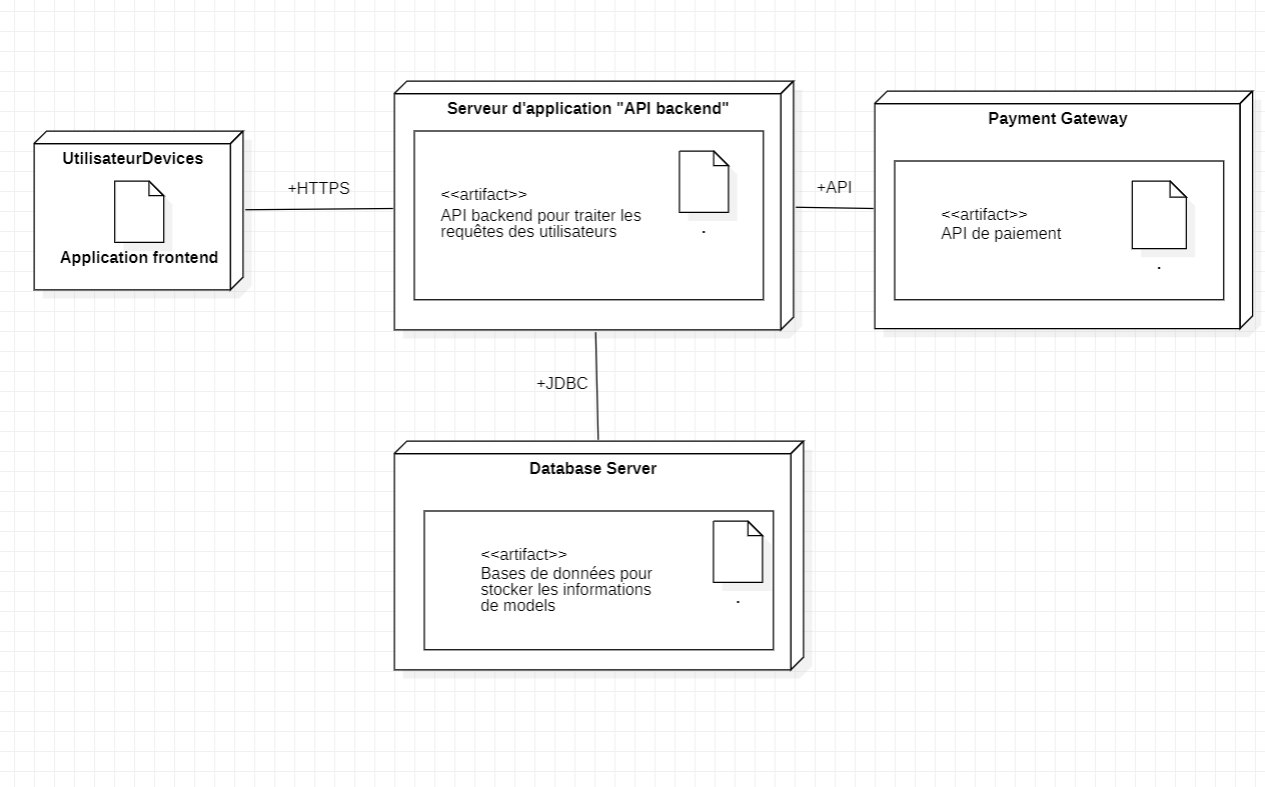 UtilisateurDevices
Application frontend
+HTTPS
Serveur d'application "API backend"
<<artifact>>
API backend pour traiter les
requêtes des utilisateurs
.
+API
Payment Gateway
<<artifact>>
API de paiement
.
+JDBC
Database Server
<<artifact>>
Bases de données pour
stocker les informations
de models
.